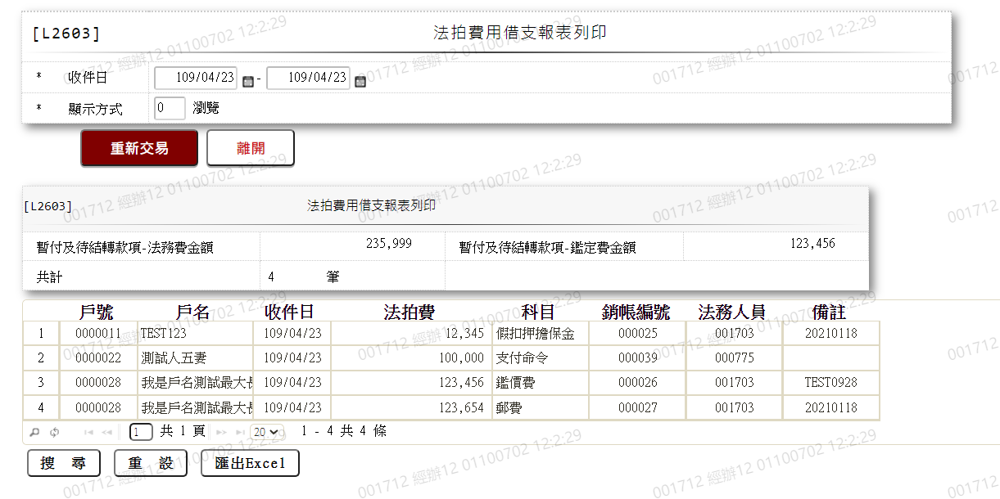 [L2603] 法拍費用借支報表列印
* 收件日 109/04/23 - 109/04/23
* 顯示方式 0 瀏覽
重新交易 離開
[L2603] 法拍費用借支報表列印
暫付及待結轉款項-法務費金額 235,999 暫付及待結轉款項-鑑定費金額 123,456
共計 4 筆
戶號 戶名 收件日 法拍費 科目 銷帳編號 法務人員 備註
1 0000011 TEST123 109/04/23 12,345 假扣押擔保金 000025 001703 20210118
2 0000022 測試人五妻 109/04/23 100,000 支付命令 000039 000775
3 0000028 我是戶名測試最大長 109/04/23 123,456 鑑價費 000026 001703 TEST0928
4 0000028 我是戶名測試最大長 109/04/23 123,654 郵費 000027 001703 20210118
1 共 1 頁 20 1 - 4 共 4 條
搜 尋 重 設 匯出Excel
001712 經辦12 01100702 12:2:29